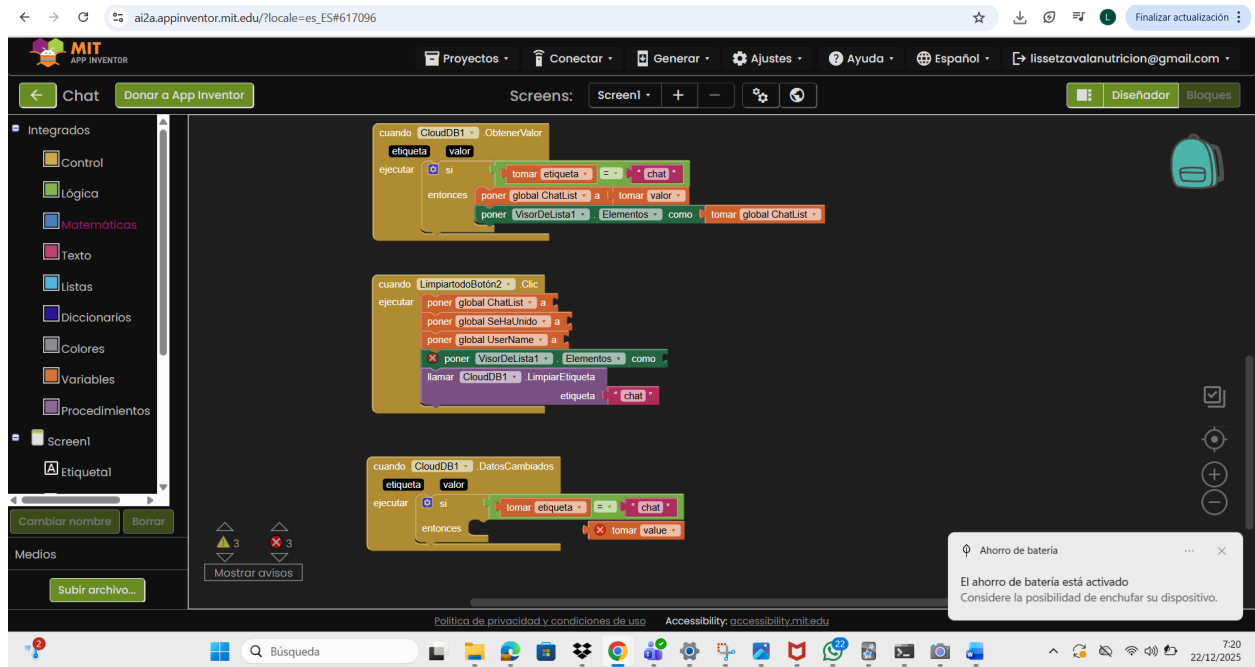 ai2a.appinventor.mit.edu/?locale=es_ES#617096
L
Finalizar actualización
MIT
APP INVENTOR
Proyectos
Conectar
Generar
Ajustes
Ayuda
Español
lissetzavalanutricion@gmail.com
Chat
Donar a App Inventor
Screens:
Screen1
+
−
Diseñador
Bloques
Integrados
Control
Lógica
Matemáticas
Texto
Listas
Diccionarios
Colores
Variables
Procedimientos
Screen1
A Etiqueta1
Cambiar nombre
Borrar
Medios
Subir archivo...
cuando CloudDB1 .ObtenerValor
etiqueta valor
ejecutar si tomar etiqueta = " chat "
entonces poner global ChatList a tomar valor
poner VisorDeLista1 . Elementos como tomar global ChatList
cuando LimpiartodoBotón2 .Clic
ejecutar poner global ChatList a
poner global SeHaUnido a
poner global UserName a
poner VisorDeLista1 . Elementos como
llamar CloudDB1 .LimpiarEtiqueta
etiqueta " chat "
cuando CloudDB1 .DatosCambiados
etiqueta valor
ejecutar si tomar etiqueta = " chat "
entonces tomar value
3 3
Mostrar avisos
Ahorro de batería
El ahorro de batería está activado
Considere la posibilidad de enchufar su dispositivo.
Política de privacidad y condiciones de uso Accessibility: accessibility.mit.edu
2
Búsqueda
22
7:20
22/12/2025